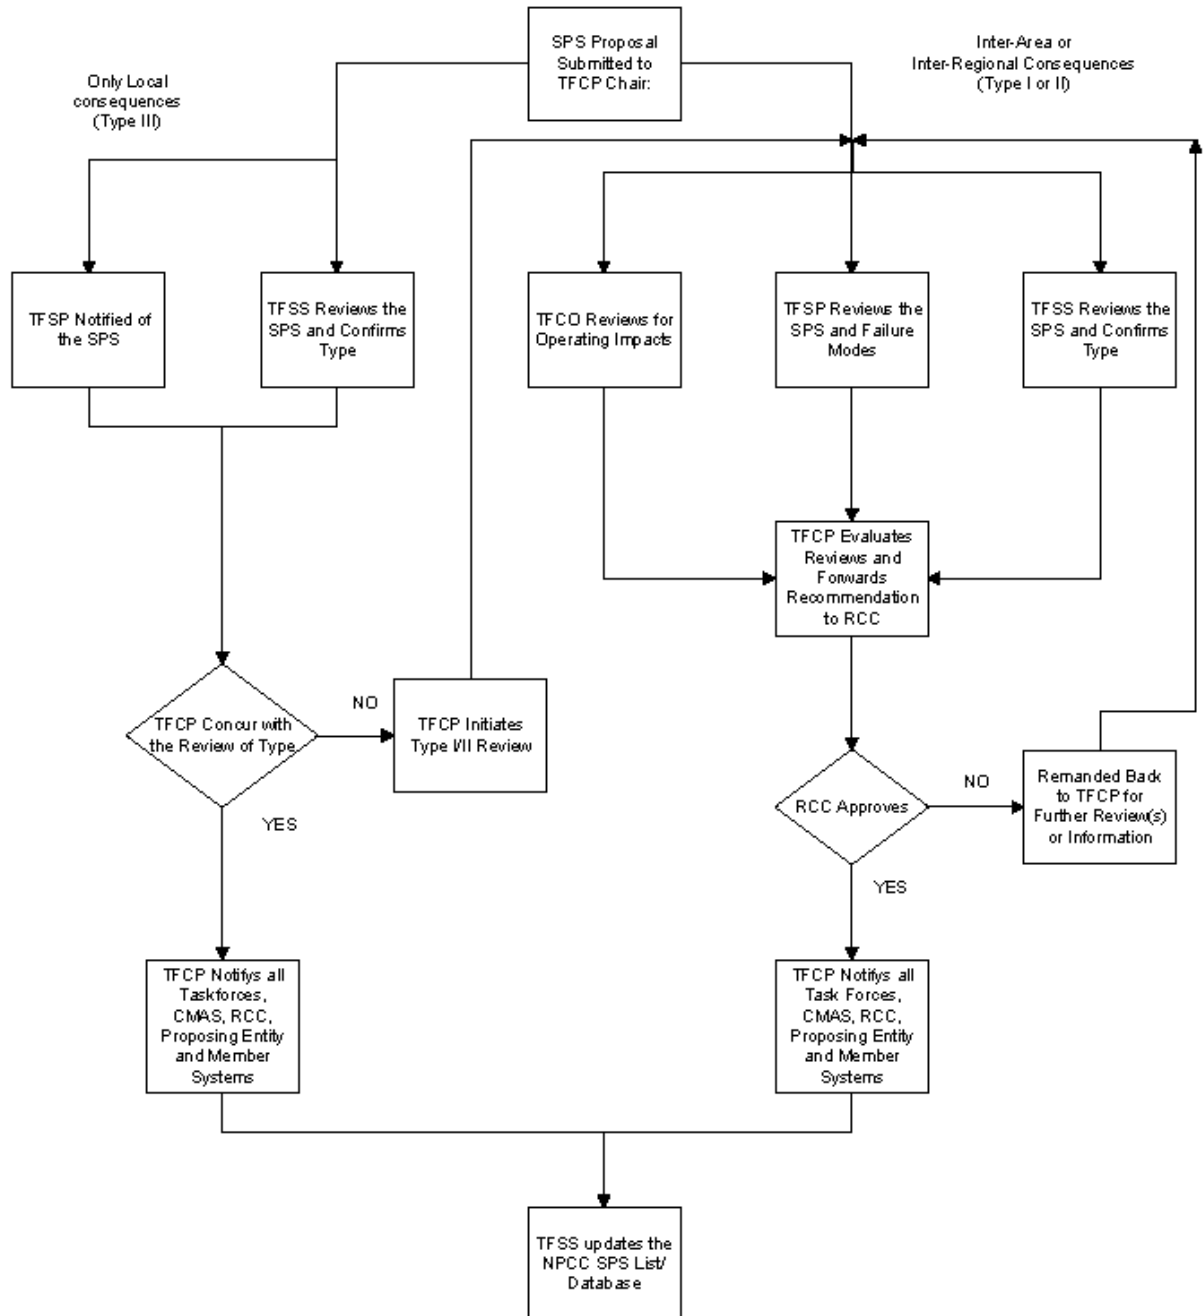 SPS Proposal
Submitted to
TFCP Chair:
Inter-Area or
Inter-Regional Consequences
(Type I or II)
Only Local
consequences
(Type III)
TFSP Notified of
the SPS
TFSS Reviews the
SPS and Confirms
Type
TFCO Reviews for
Operating Impacts
TFSP Reviews the
SPS and Failure
Modes
TFSS Reviews the
SPS and Confirms
Type
TFCP Evaluates
Reviews and
Forwards
Recommendation
to RCC
TFCP Concur with
the Review of Type
NO
TFCP Initiates
Type I/II Review
YES
RCC Approves
NO
Remanded Back
to TFCP for
Further Review(s)
or Information
YES
TFCP Notifys all
Taskforces,
CMAS, RCC,
Proposing Entity
and Member
Systems
TFCP Notifys all
Task Forces,
CMAS, RCC,
Proposing Entity
and Member
Systems
TFSS updates the
NPCC SPS List/
Database